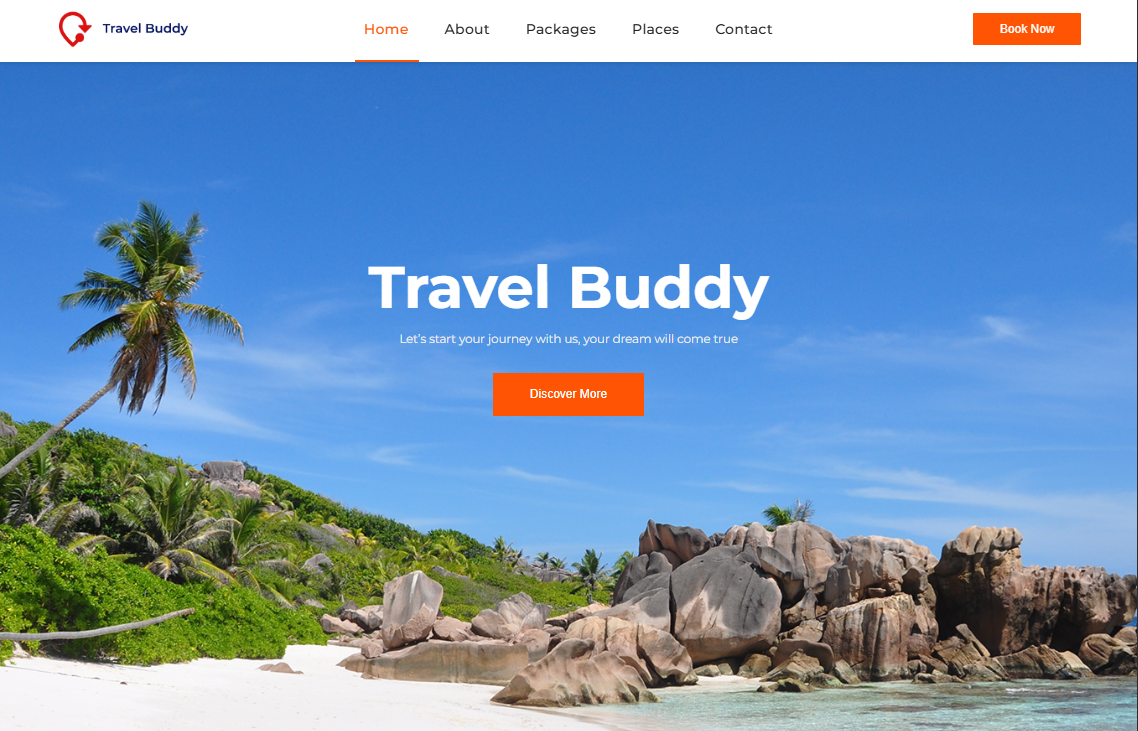 Travel Buddy
Home About Packages Places Contact
Book Now
Travel Buddy
Let's start your journey with us, your dream will come true
Discover More